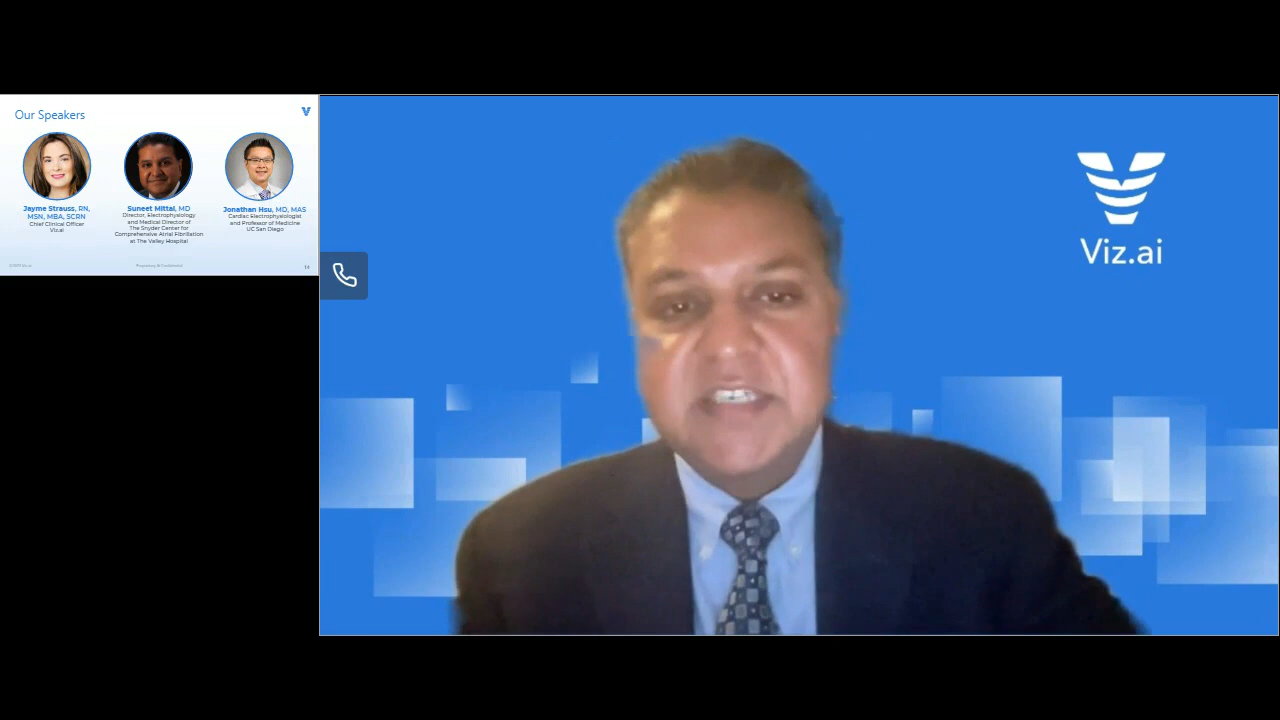 Our Speakers
Jayme Strauss, RN,
MSN, MBA, SCRN
Chief Clinical Officer
Viz.ai
Suneet Mittal, MD
Director, Electrophysiology
and Medical Director of
The Snyder Center for
Comprehensive Atrial Fibrillation
at The Valley Hospital
Jonathan Hsu, MD, MAS
Cardiac Electrophysiologist
and Professor of Medicine
UC San Diego
Proprietary & Confidential
Viz.ai